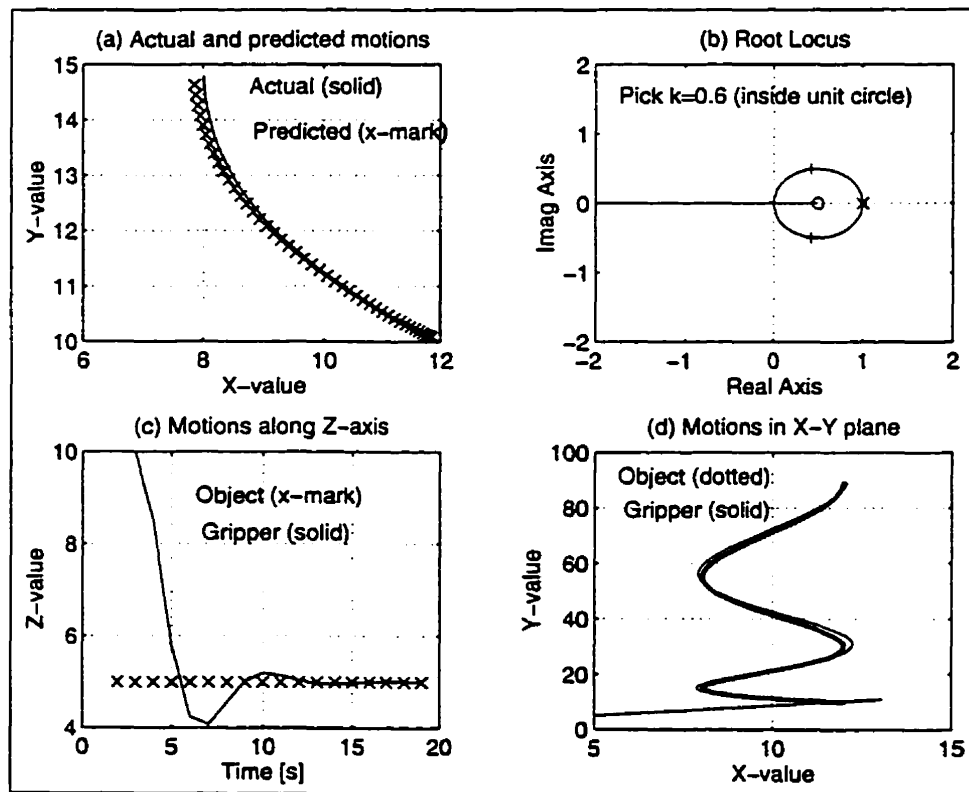 (a) Actual and predicted motions
15
14
13
12
11
10
Y-value
Actual (solid)
Predicted (x-mark)
6
8
10
12
X-value
(b) Root Locus
2
1
0
-1
-2
Imag Axis
Pick k=0.6 (inside unit circle)
-2
-1
0
1
2
Real Axis
(c) Motions along Z-axis
10
8
6
4
Z-value
Object (x-mark)
Gripper (solid)
0
5
10
15
20
Time [s]
(d) Motions in X-Y plane
100
80
60
40
20
0
Y-value
Object (dotted)
Gripper (solid)
5
10
15
X-value